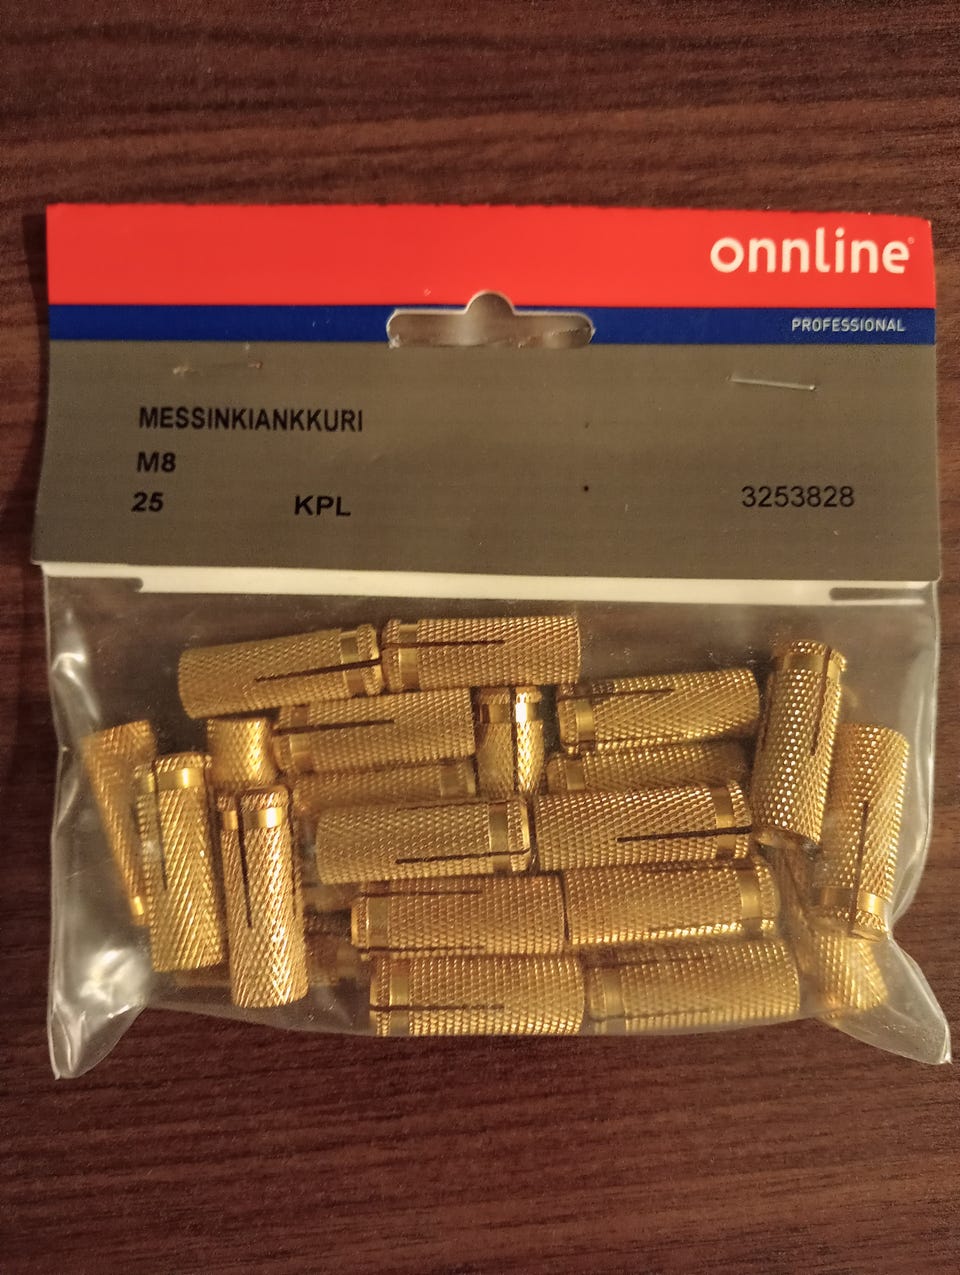 onnline®
PROFESSIONAL
MESSINKIANKKURI
M8
25 KPL 3253828